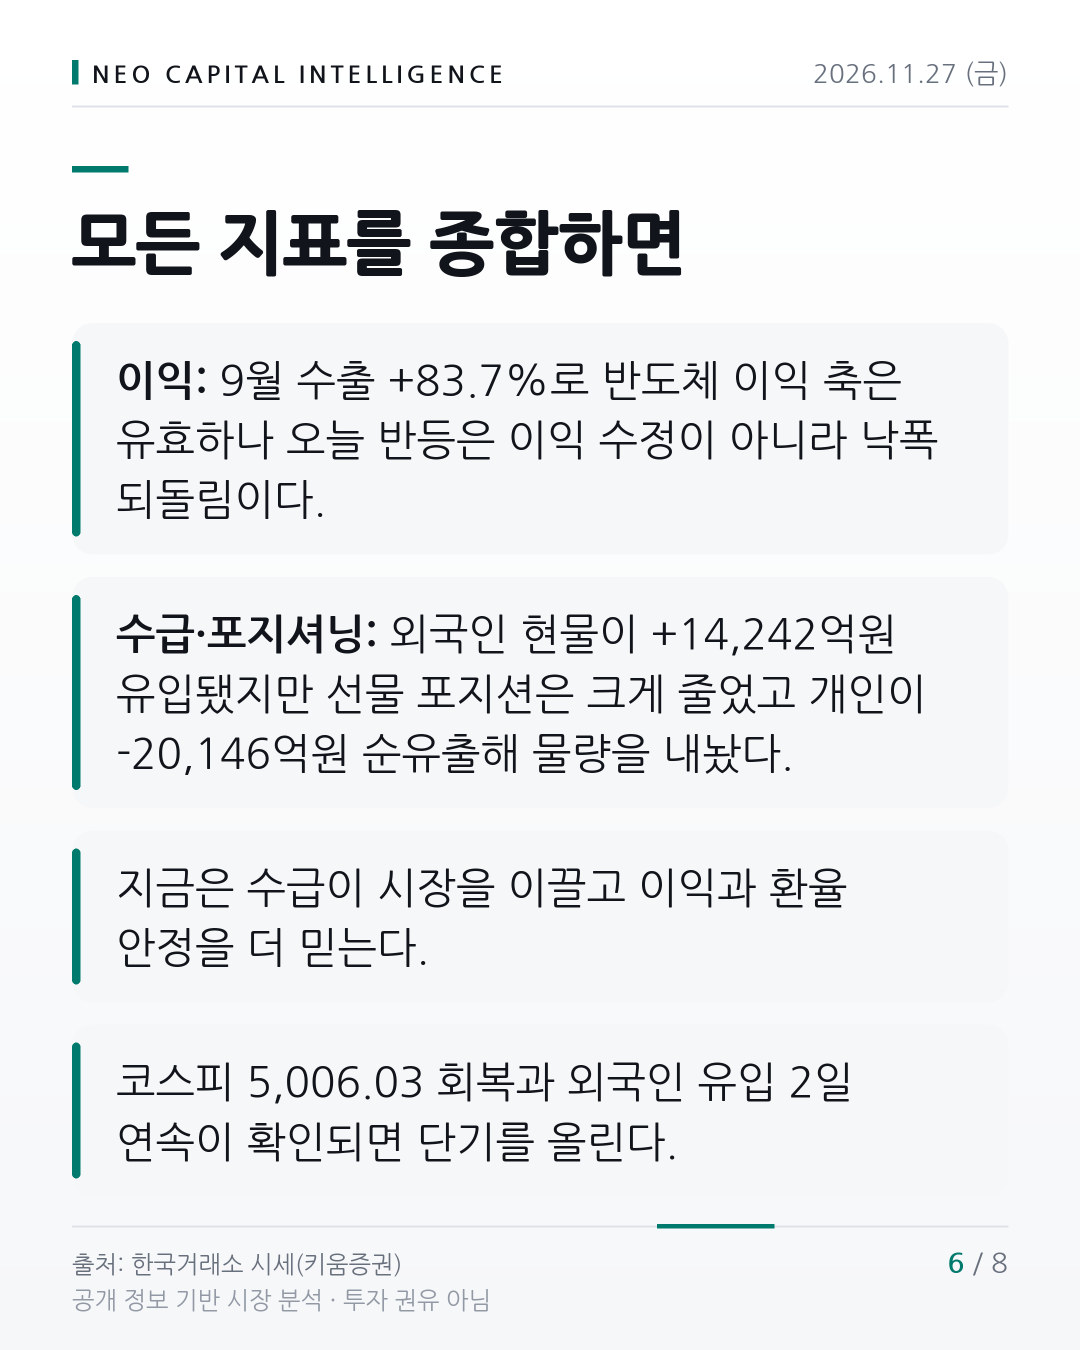 NEO CAPITAL INTELLIGENCE
2026.11.27 (금)
모든 지표를 종합하면
이익: 9월 수출 +83.7%로 반도체 이익 축은
유효하나 오늘 반등은 이익 수정이 아니라 낙폭
되돌림이다.
수급·포지셔닝: 외국인 현물이 +14,242억원
유입됐지만 선물 포지션은 크게 줄었고 개인이
-20,146억원 순유출해 물량을 내놨다.
지금은 수급이 시장을 이끌고 이익과 환율
안정을 더 믿는다.
코스피 5,006.03 회복과 외국인 유입 2일
연속이 확인되면 단기를 올린다.
출처: 한국거래소 시세(키움증권)
6 / 8
공개 정보 기반 시장 분석 · 투자 권유 아님